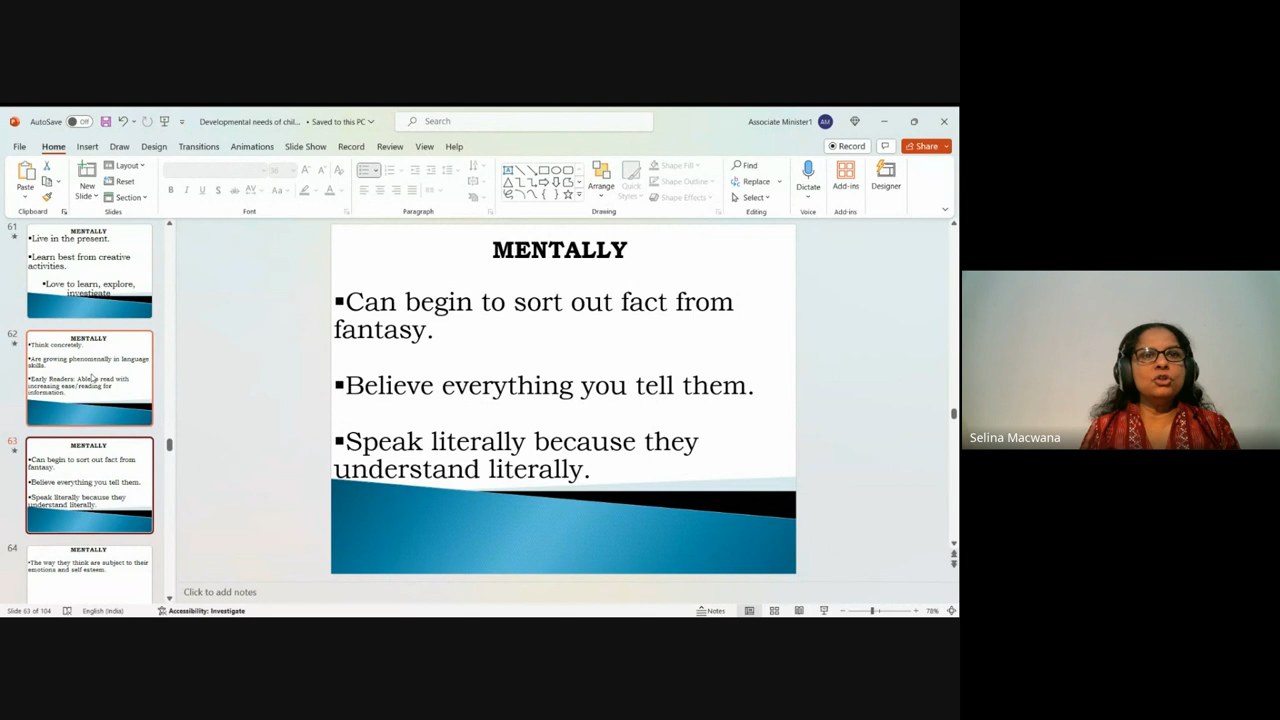 AutoSave Off Developmental needs of chil... • Saved to this PC Search Associate Minister1 AM
File Home Insert Draw Design Transitions Animations Slide Show Record Review View Help Record Share
Paste New Slide Layout Reset Section Arrange Quick Styles Shape Fill Shape Outline Shape Effects Find Replace Select Dictate Add-ins Designer
Clipboard Slides Font Paragraph Drawing Editing Voice Add-ins
61
MENTALLY
▪Live in the present.
▪Learn best from creative
activities.
▪Love to learn, explore,
investigate
62
MENTALLY
▪Think concretely.
▪Are growing phenomenally in language
skills.
▪Early Readers: Able read with
increasing ease/reading for
information.
63
MENTALLY
▪Can begin to sort out fact from
fantasy.
▪Believe everything you tell them.
▪Speak literally because they
understand literally.
64
MENTALLY
▪The way they think are subject to their
emotions and self esteem.
MENTALLY
▪Can begin to sort out fact from
fantasy.
▪Believe everything you tell them.
▪Speak literally because they
understand literally.
Click to add notes
Slide 63 of 104 English (India) Accessibility: Investigate Notes 78%
Selina Macwana